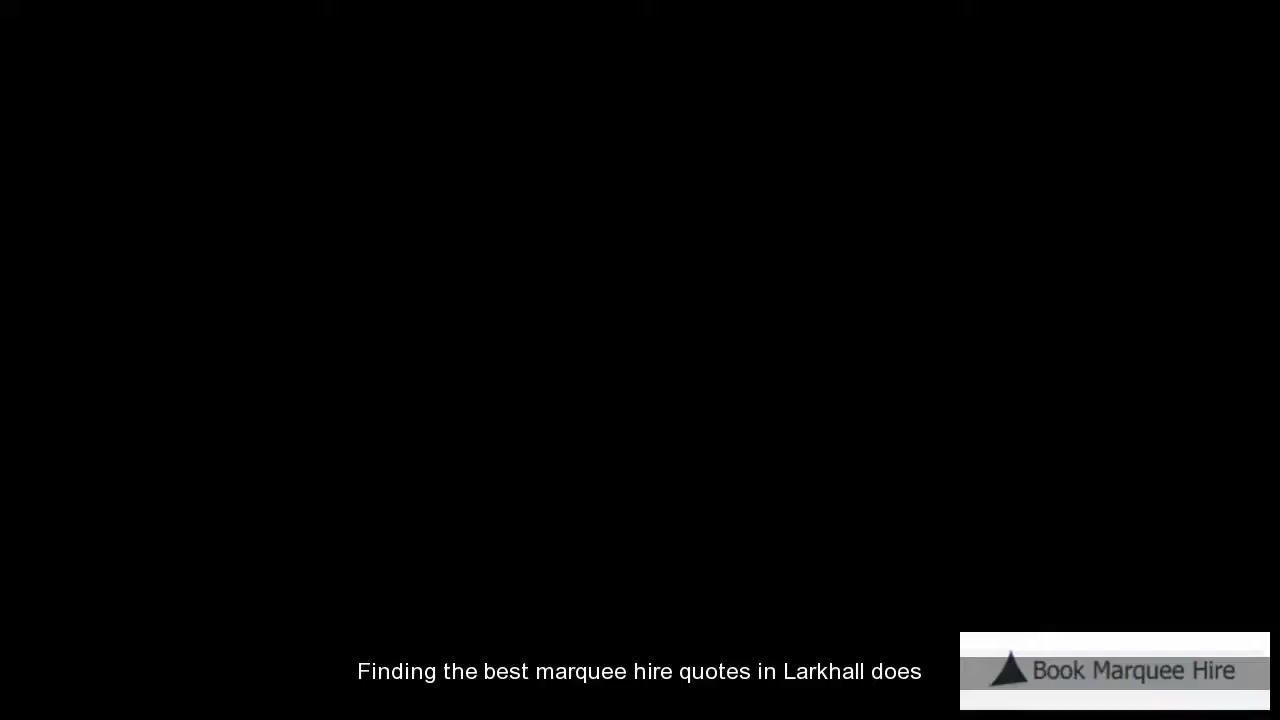 Finding the best marquee hire quotes in Larkhall does
Book Marquee Hire